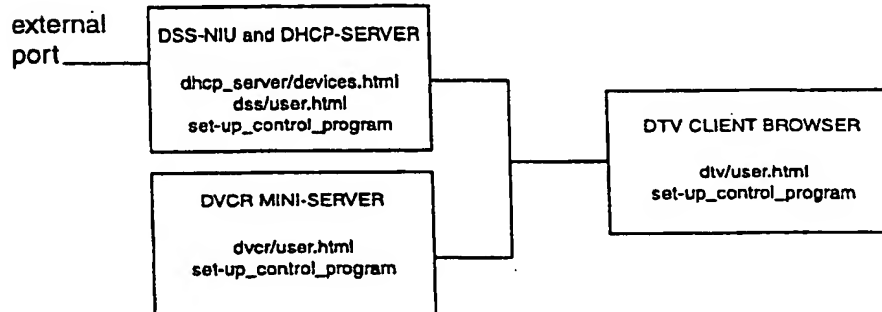 external
port
DSS-NIU and DHCP-SERVER
dhcp_server/devices.html
dss/user.html
set-up_control_program
DVCR MINI-SERVER
dvcr/user.html
set-up_control_program
DTV CLIENT BROWSER
dtv/user.html
set-up_control_program